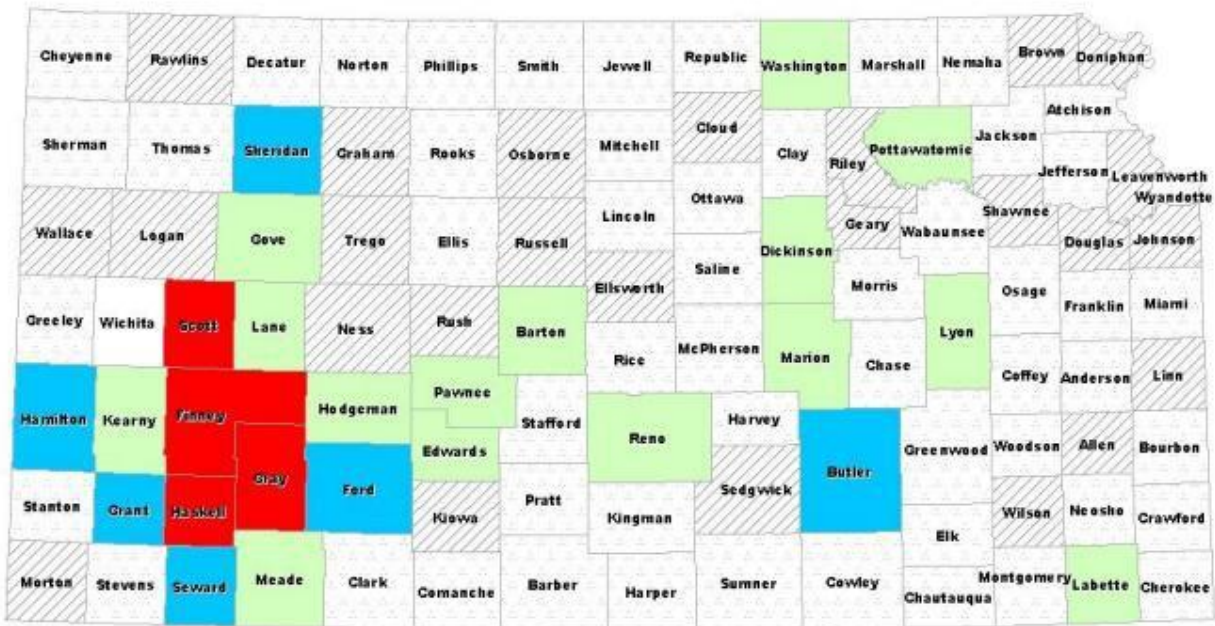 Cheyenne
Rawlins
Decatur
Norton
Phillips
Smith
Jewell
Republic
Washington
Marshall
Nemaha
Brown
Doniphan
Sherman
Thomas
Sheridan
Graham
Rooks
Osborne
Mitchell
Cloud
Clay
Riley
Pottawatomie
Jackson
Atchison
Jefferson
Leavenworth
Wyandotte
Wallace
Logan
Gove
Trego
Ellis
Russell
Lincoln
Ottawa
Saline
Dickinson
Geary
Wabaunsee
Shawnee
Douglas
Johnson
Greeley
Wichita
Scott
Lane
Ness
Rush
Barton
Ellsworth
Rice
McPherson
Marion
Morris
Chase
Lyon
Osage
Franklin
Miami
Hamilton
Kearny
Finney
Hodgeman
Pawnee
Edwards
Stafford
Reno
Harvey
Sedgwick
Butler
Greenwood
Coffey
Anderson
Linn
Woodson
Allen
Bourbon
Stanton
Grant
Haskell
Gray
Ford
Kiowa
Pratt
Kingman
Elk
Wilson
Neosho
Crawford
Morton
Stevens
Seward
Meade
Clark
Comanche
Barber
Harper
Sumner
Cowley
Chautauqua
Montgomery
Labette
Cherokee